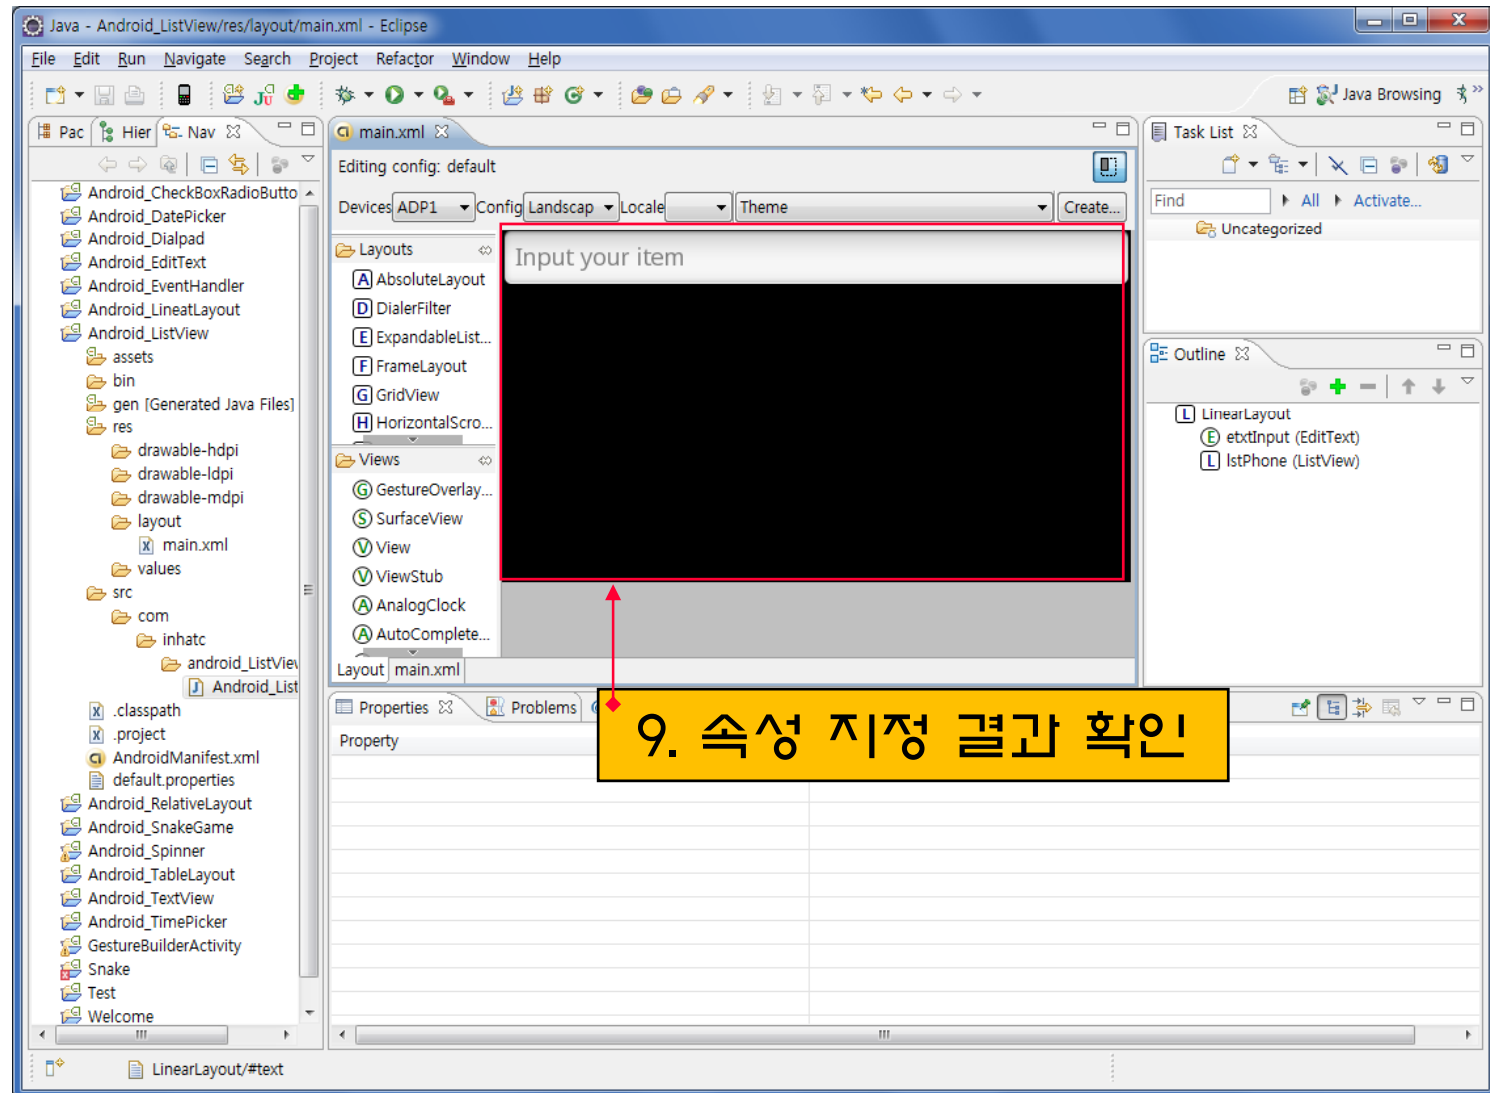 Java - Android_ListView/res/layout/main.xml - Eclipse
File Edit Run Navigate Search Project Refactor Window Help
Java Browsing
Pac Hier Nav
Android_CheckBoxRadioButto
Android_DatePicker
Android_Dialpad
Android_EditText
Android_EventHandler
Android_LineatLayout
Android_ListView
assets
bin
gen [Generated Java Files]
res
drawable-hdpi
drawable-ldpi
drawable-mdpi
layout
main.xml
values
src
com
inhatc
android_ListView
Android_List
.classpath
.project
AndroidManifest.xml
default.properties
Android_RelativeLayout
Android_SnakeGame
Android_Spinner
Android_TableLayout
Android_TextView
Android_TimePicker
GestureBuilderActivity
Snake
Test
Welcome
main.xml
Editing config: default
Devices ADP1 Config Landscap Locale Theme Create...
Layouts
AbsoluteLayout
DialerFilter
ExpandableList...
FrameLayout
GridView
HorizontalScro...
Views
GestureOverlay...
SurfaceView
View
ViewStub
AnalogClock
AutoComplete...
Input your item
Layout main.xml
Task List
Find All Activate...
Uncategorized
Outline
LinearLayout
etxtInput (EditText)
lstPhone (ListView)
Properties Problems
Property
9. 속성 지정 결과 확인
LinearLayout/#text